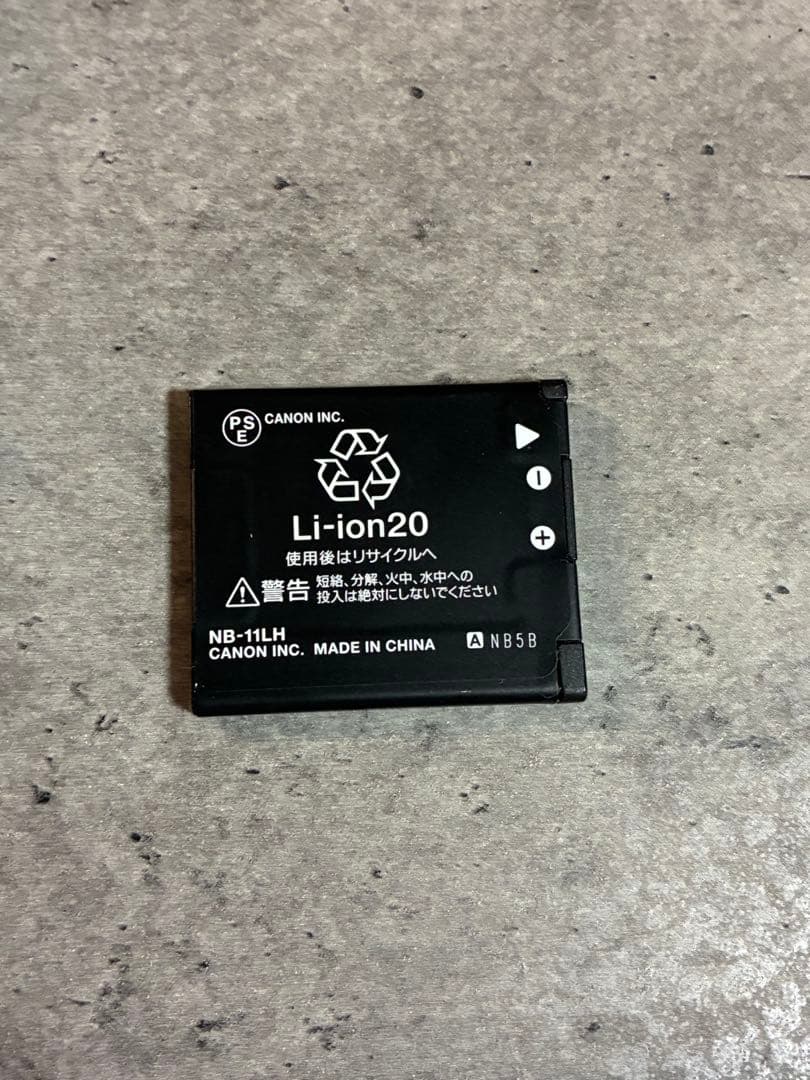 PSE CANON INC.
Li-ion20
使用後はリサイクルへ
警告 短絡、分解、火中、水中への
投入は絶対にしないでください
NB-11LH
CANON INC. MADE IN CHINA A NB5B